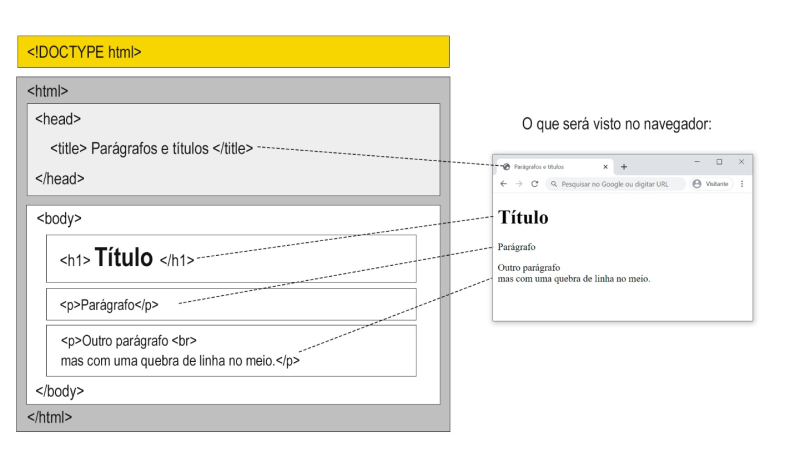 <!DOCTYPE html>
<html>
<head>
<title> Parágrafos e títulos </title>
</head>
<body>
<h1> Título </h1>
<p>Parágrafo</p>
<p>Outro parágrafo <br>
mas com uma quebra de linha no meio.</p>
</body>
</html>
O que será visto no navegador:
Parágrafos e títulos
Pesquisar no Google ou digitar URL
Visitante
Título
Parágrafo
Outro parágrafo
mas com uma quebra de linha no meio.